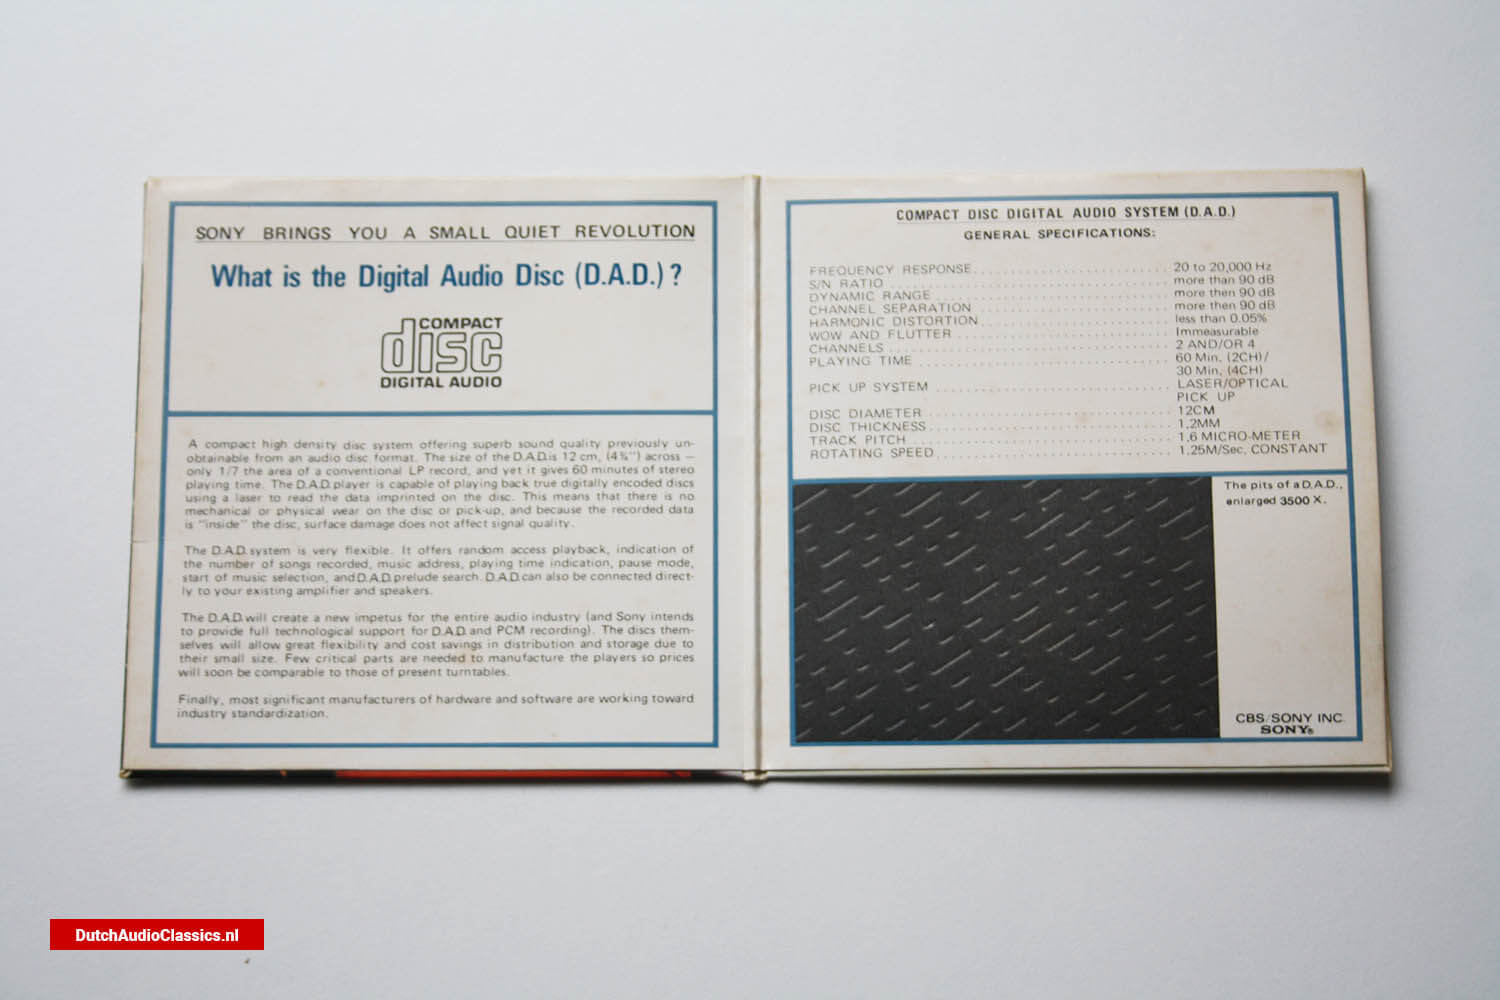 SONY BRINGS YOU A SMALL QUIET REVOLUTION
What is the Digital Audio Disc (D.A.D.) ?
COMPACT
disc
DIGITAL AUDIO
A compact high density disc system offering superb sound quality previously un-
obtainable from an audio disc format. The size of the D.A.D.is 12 cm, (4¾") across —
only 1/7 the area of a conventional LP record, and yet it gives 60 minutes of stereo
playing time. The D.A.D.player is capable of playing back true digitally encoded discs
using a laser to read the data imprinted on the disc. This means that there is no
mechanical or physical wear on the disc or pick-up, and because the recorded data
is "inside" the disc, surface damage does not affect signal quality.
The D.A.D.system is very flexible. It offers random access playback, indication of
the number of songs recorded, music address, playing time indication, pause mode,
start of music selection, and D.A.D.prelude search. D.A.D.can also be connected direct-
ly to your existing amplifier and speakers.
The D.A.D.will create a new impetus for the entire audio industry (and Sony intends
to provide full technological support for D.A.D.and PCM recording). The discs them-
selves will allow great flexibility and cost savings in distribution and storage due to
their small size. Few critical parts are needed to manufacture the players so prices
will soon be comparable to those of present turntables.
Finally, most significant manufacturers of hardware and software are working toward
industry standardization.
COMPACT DISC DIGITAL AUDIO SYSTEM (D.A.D.)
GENERAL SPECIFICATIONS:
FREQUENCY RESPONSE 20 to 20,000 Hz
S/N RATIO more than 90 dB
DYNAMIC RANGE more then 90 dB
CHANNEL SEPARATION more then 90 dB
HARMONIC DISTORTION less than 0.05%
WOW AND FLUTTER Immeasurable
CHANNELS 2 AND/OR 4
PLAYING TIME 60 Min. (2CH)/
30 Min. (4CH)
PICK UP SYSTEM LASER/OPTICAL
PICK UP
DISC DIAMETER 12CM
DISC THICKNESS 1.2MM
TRACK PITCH 1.6 MICRO-METER
ROTATING SPEED 1.25M/Sec. CONSTANT
The pits of a D.A.D.,
enlarged 3500 X.
CBS/SONY INC.
SONY®
DutchAudioClassics.nl